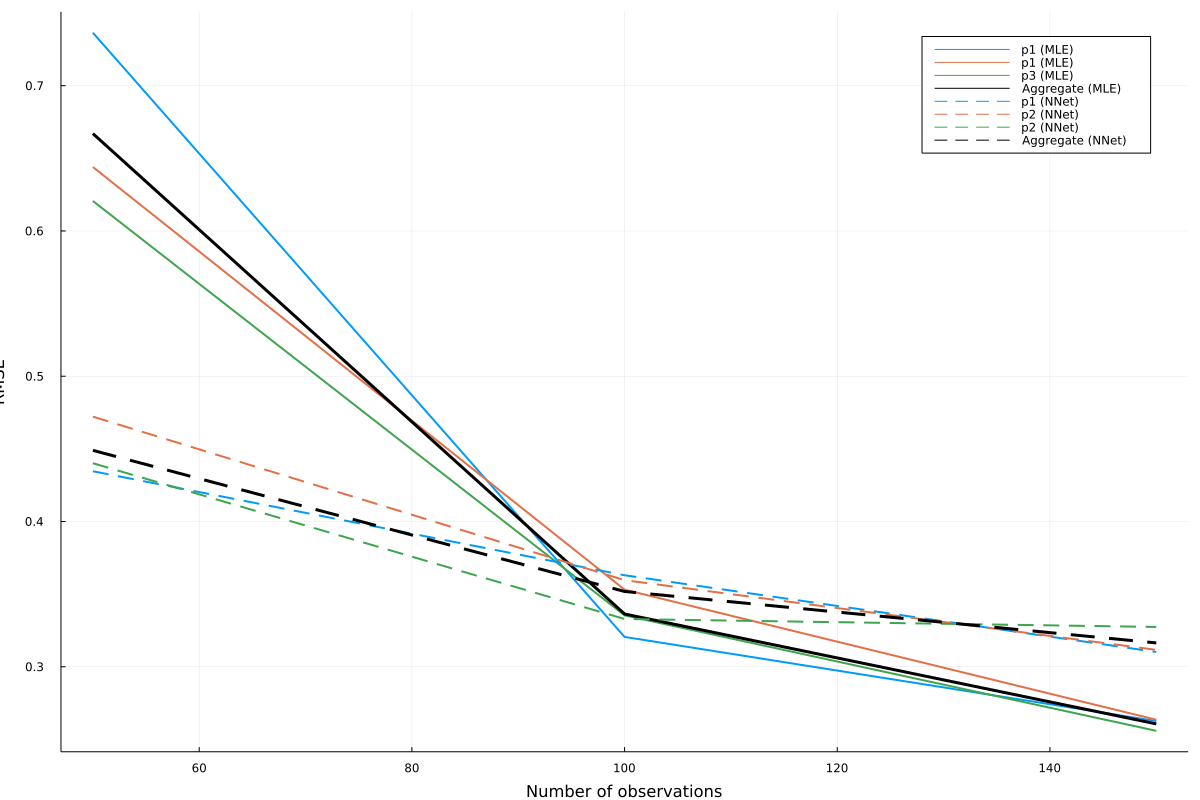 p1 (MLE)
p1 (MLE)
p3 (MLE)
Aggregate (MLE)
p1 (NNet)
p2 (NNet)
p2 (NNet)
Aggregate (NNet)
0.7
0.6
0.5
0.4
0.3
RMSE
60 80 100 120 140
Number of observations